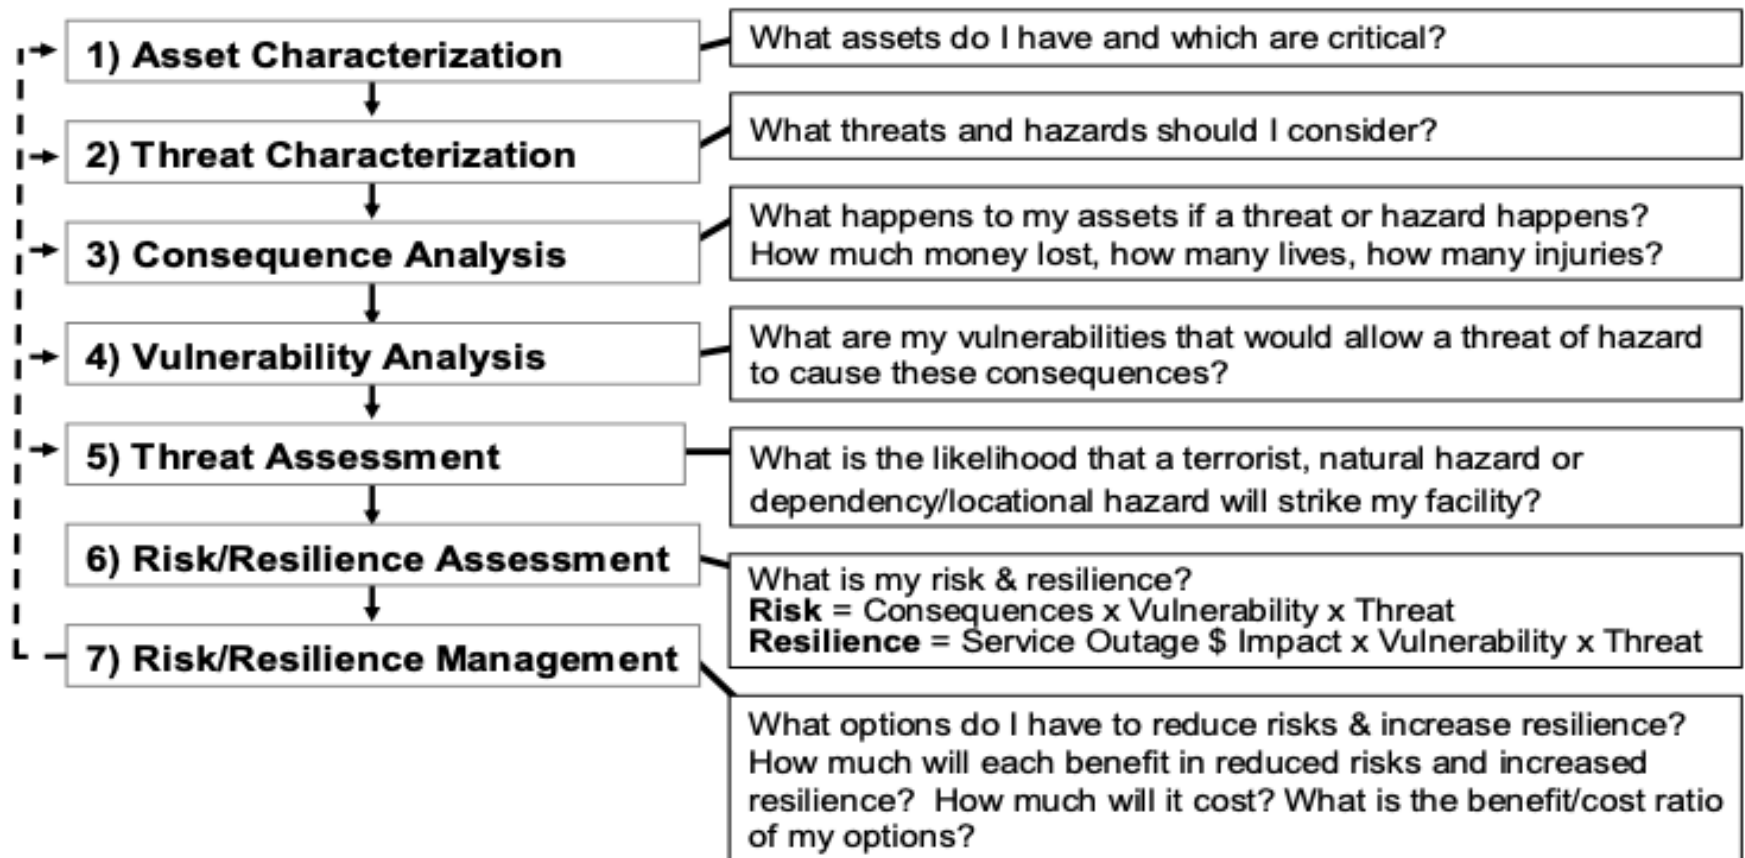 1) Asset Characterization
What assets do I have and which are critical?
2) Threat Characterization
What threats and hazards should I consider?
3) Consequence Analysis
What happens to my assets if a threat or hazard happens?
How much money lost, how many lives, how many injuries?
4) Vulnerability Analysis
What are my vulnerabilities that would allow a threat of hazard
to cause these consequences?
5) Threat Assessment
What is the likelihood that a terrorist, natural hazard or
dependency/locational hazard will strike my facility?
6) Risk/Resilience Assessment
What is my risk & resilience?
Risk = Consequences x Vulnerability x Threat
Resilience = Service Outage $ Impact x Vulnerability x Threat
7) Risk/Resilience Management
What options do I have to reduce risks & increase resilience?
How much will each benefit in reduced risks and increased
resilience?  How much will it cost? What is the benefit/cost ratio
of my options?